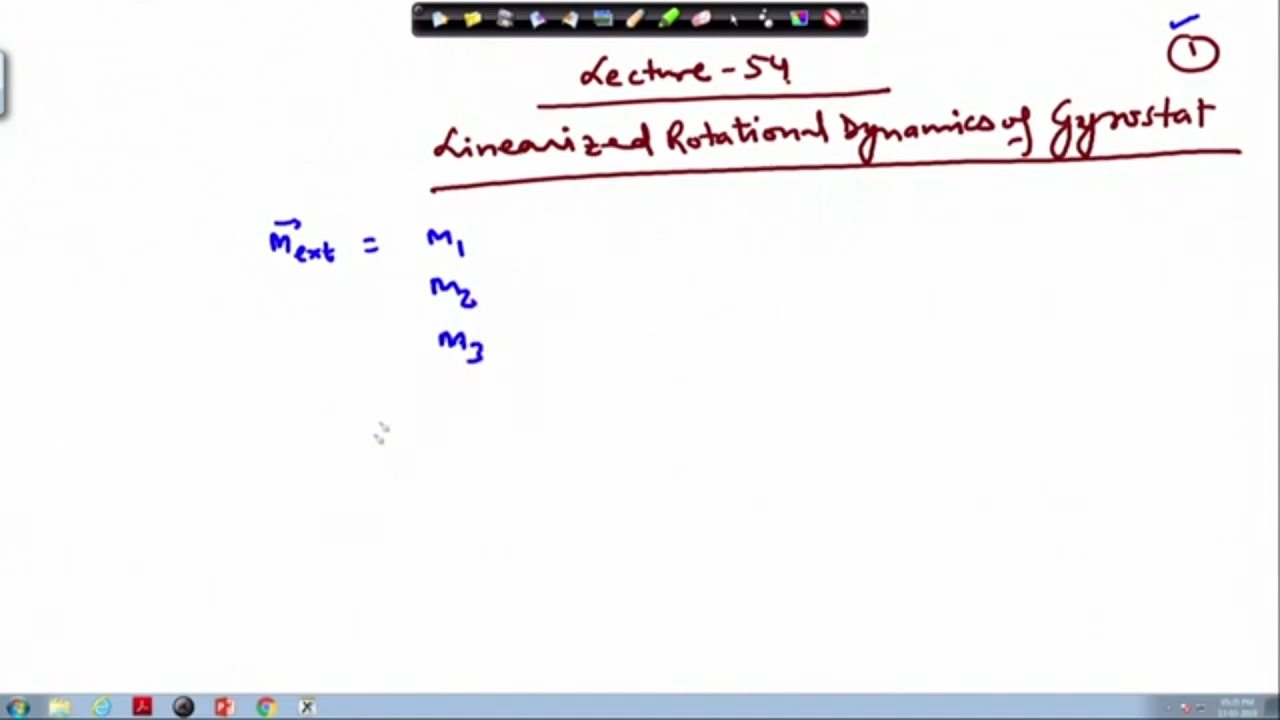 ①
Lecture-54
Linearized Rotational Dynamics of Gyrostat
M⃗ext = M1
M2
M3